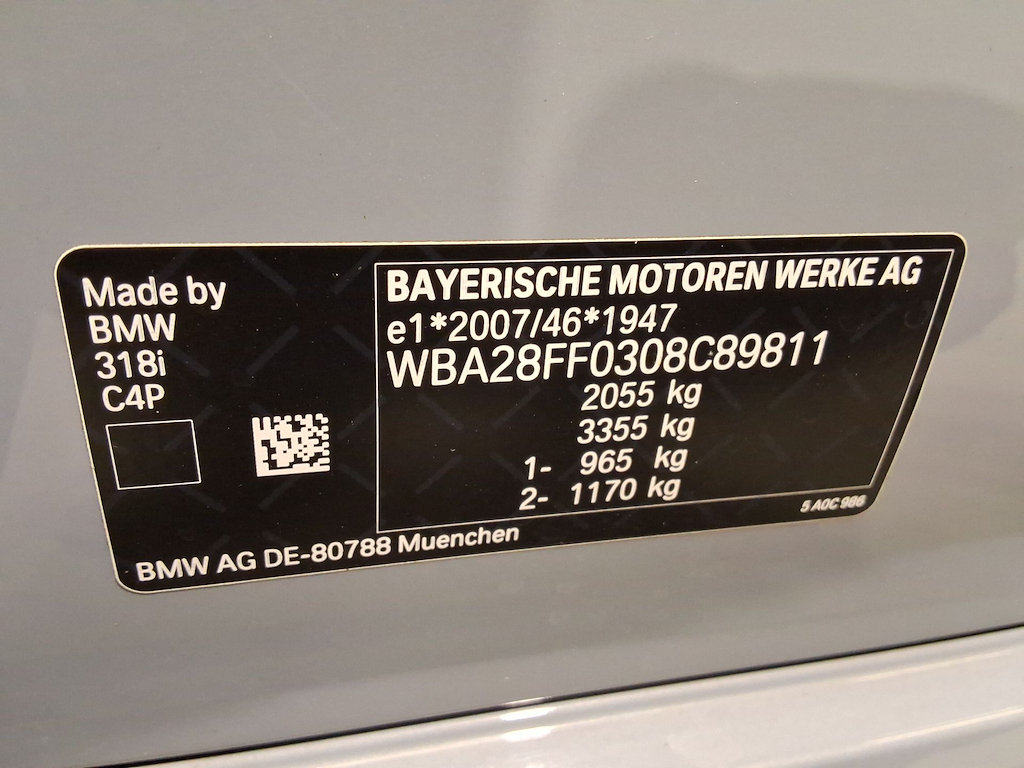 Made by
BMW
318i
C4P
BAYERISCHE MOTOREN WERKE AG
e1*2007/46*1947
WBA28FF0308C89811
2055 kg
3355 kg
1- 965 kg
2- 1170 kg
5 A0C 986
BMW AG DE-80788 Muenchen